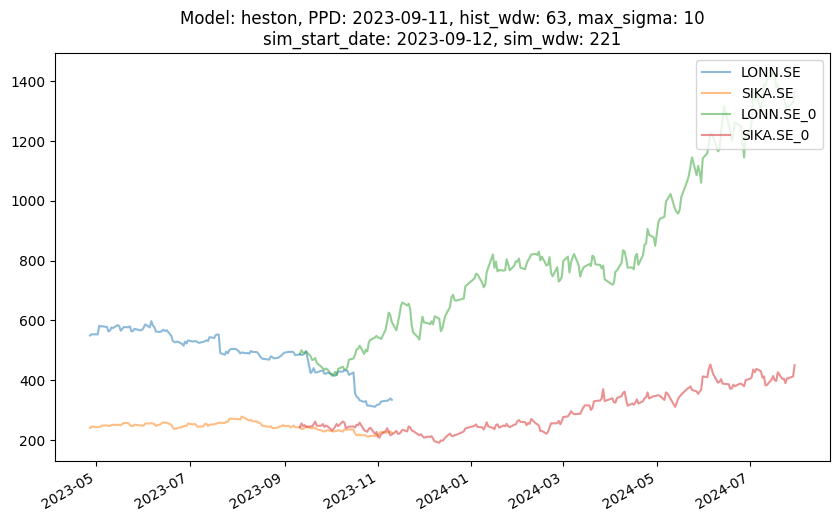 Model: heston, PPD: 2023-09-11, hist_wdw: 63, max_sigma: 10
sim_start_date: 2023-09-12, sim_wdw: 221
LONN.SE
SIKA.SE
LONN.SE_0
SIKA.SE_0
1400
1200
1000
800
600
400
200
2023-05
2023-07
2023-09
2023-11
2024-01
2024-03
2024-05
2024-07